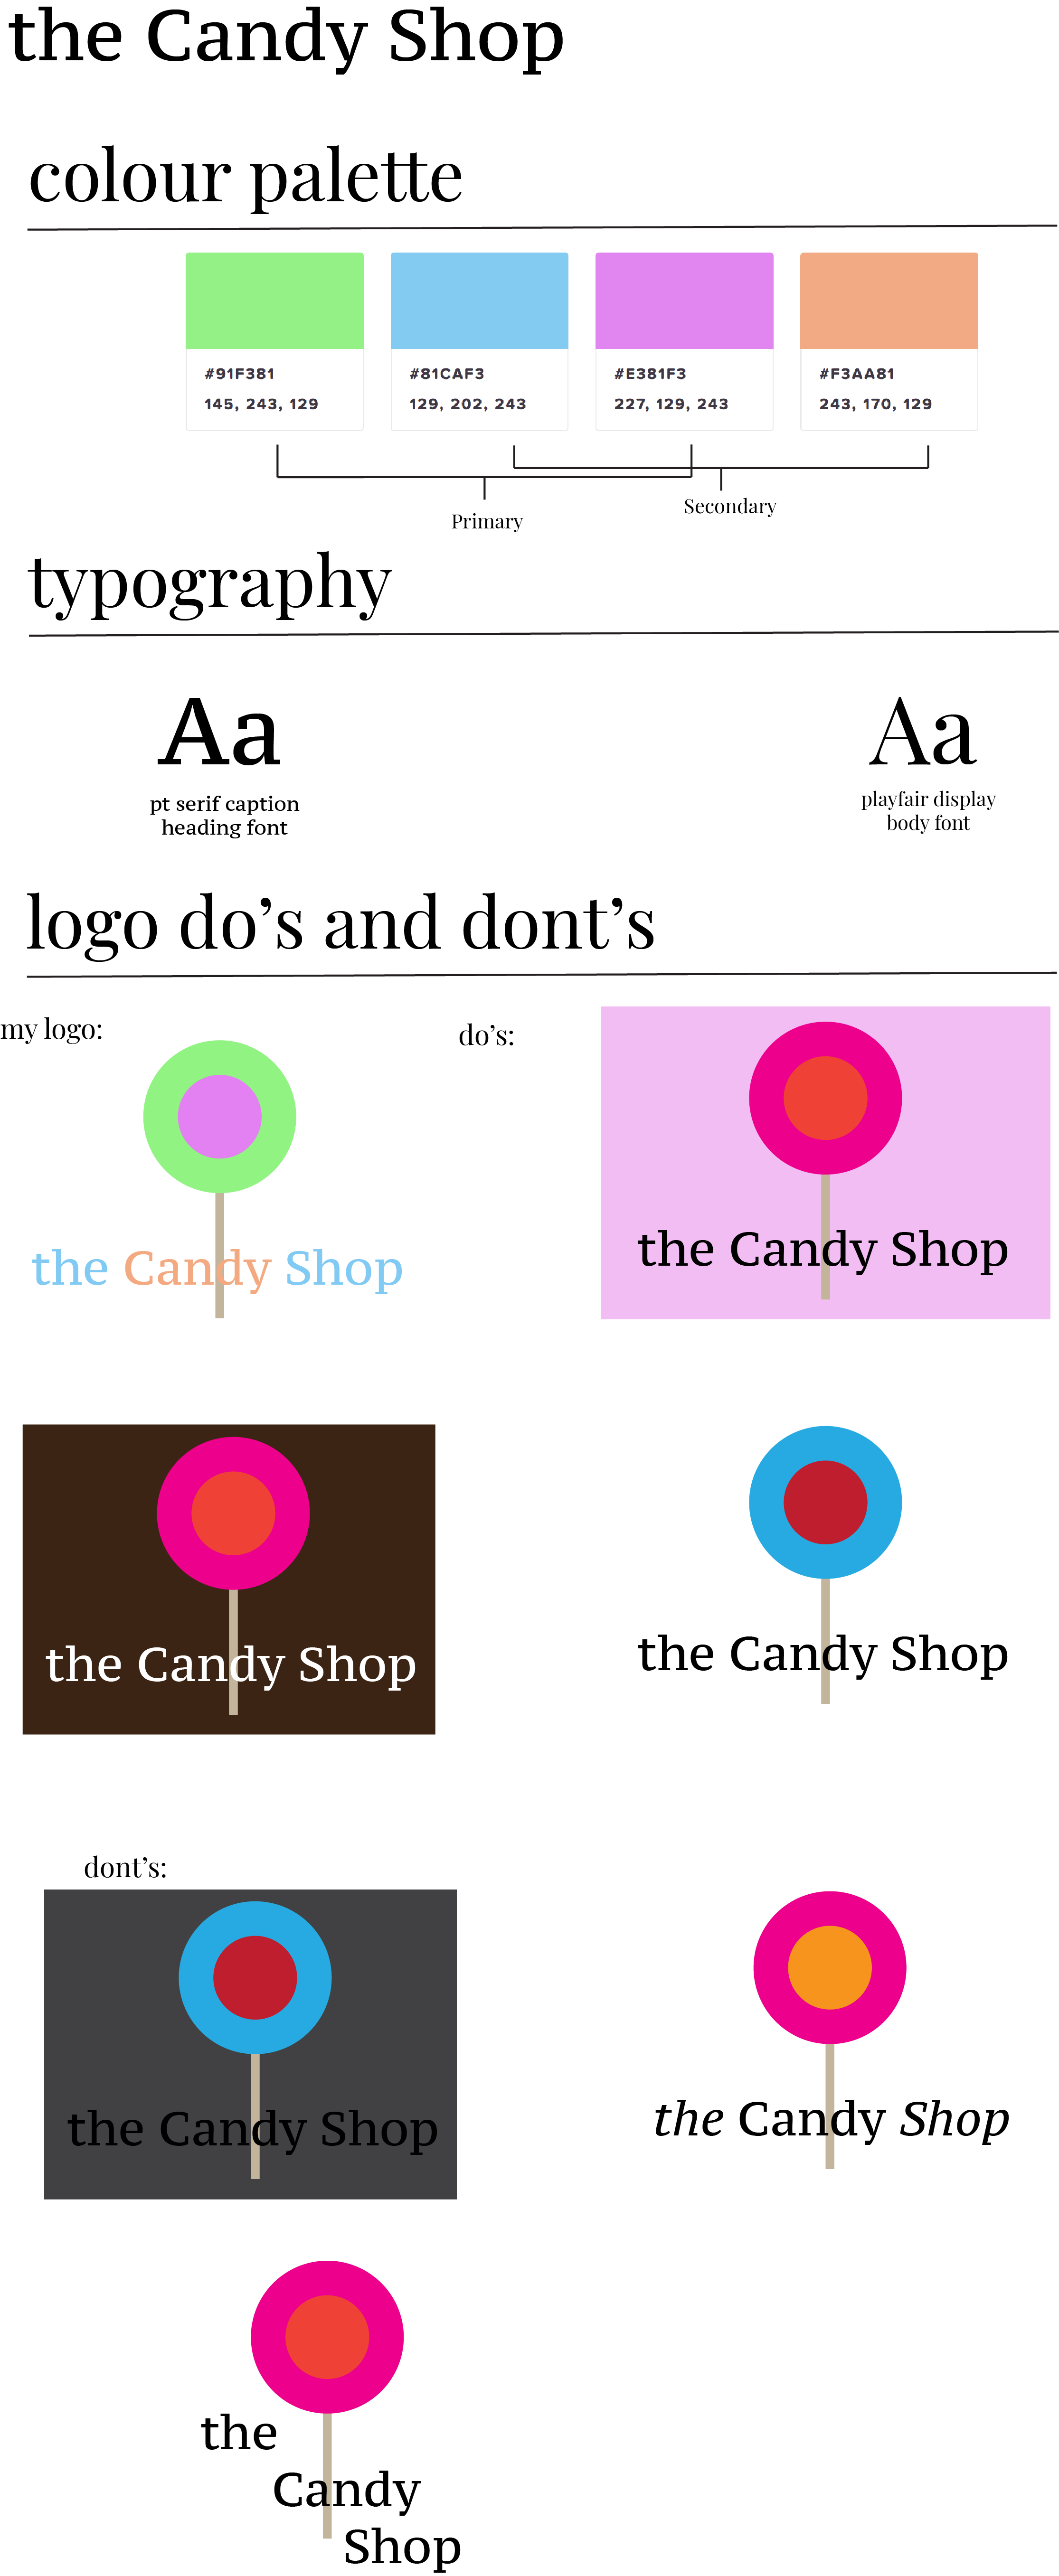 the Candy Shop
colour palette
#91F381
145, 243, 129
#81CAF3
129, 202, 243
#E381F3
227, 129, 243
#F3AA81
243, 170, 129
Primary
Secondary
typography
Aa
pt serif caption
heading font
Aa
playfair display
body font
logo do’s and dont’s
my logo:
the Candy Shop
do’s:
the Candy Shop
the Candy Shop
the Candy Shop
dont’s:
the Candy Shop
the Candy Shop
the
Candy
Shop